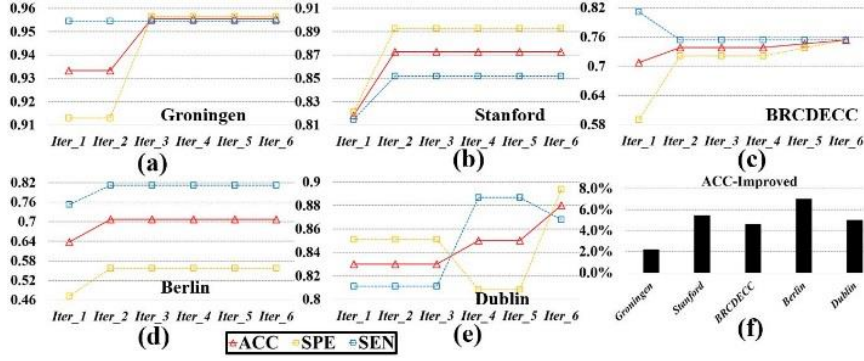 0.96
0.95
0.94
0.93
0.92
0.91
Groningen
Iter_1 Iter_2 Iter_3 Iter_4 Iter_5 Iter_6
(a)
0.91
0.89
0.87
0.85
0.83
0.81
Stanford
Iter_1 Iter_2 Iter_3 Iter_4 Iter_5 Iter_6
(b)
0.82
0.76
0.7
0.64
0.58
BRCDECC
Iter_1 Iter_2 Iter_3 Iter_4 Iter_5 Iter_6
(c)
0.82
0.76
0.7
0.64
0.58
0.52
0.46
Berlin
Iter_1 Iter_2 Iter_3 Iter_4 Iter_5 Iter_6
(d)
0.9
0.88
0.86
0.84
0.82
0.8
Dublin
Iter_1 Iter_2 Iter_3 Iter_4 Iter_5 Iter_6
(e)
ACC-Improved
8.0%
6.0%
4.0%
2.0%
0.0%
Groningen Stanford BRCDECC Berlin Dublin
(f)
ACC SPE SEN